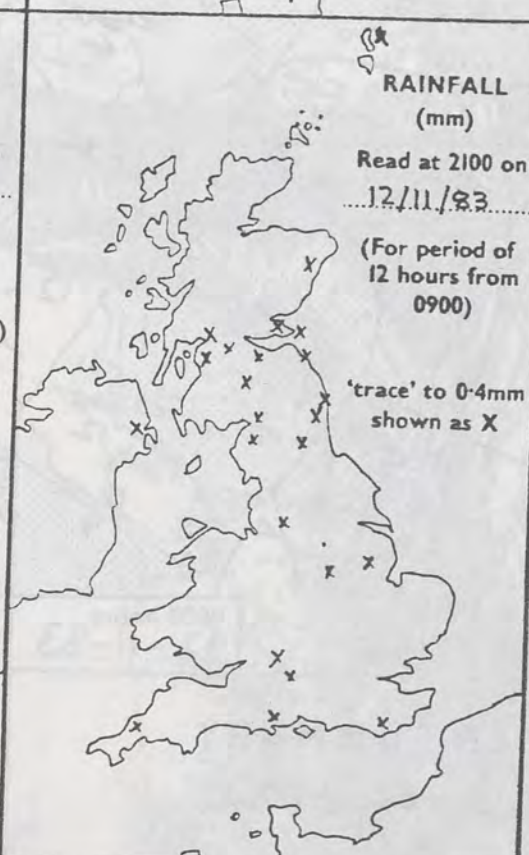 RAINFALL
(mm)
Read at 2100 on
12/11/83
(For period of
12 hours from
0900)
'trace' to 0·4mm
shown as X
)